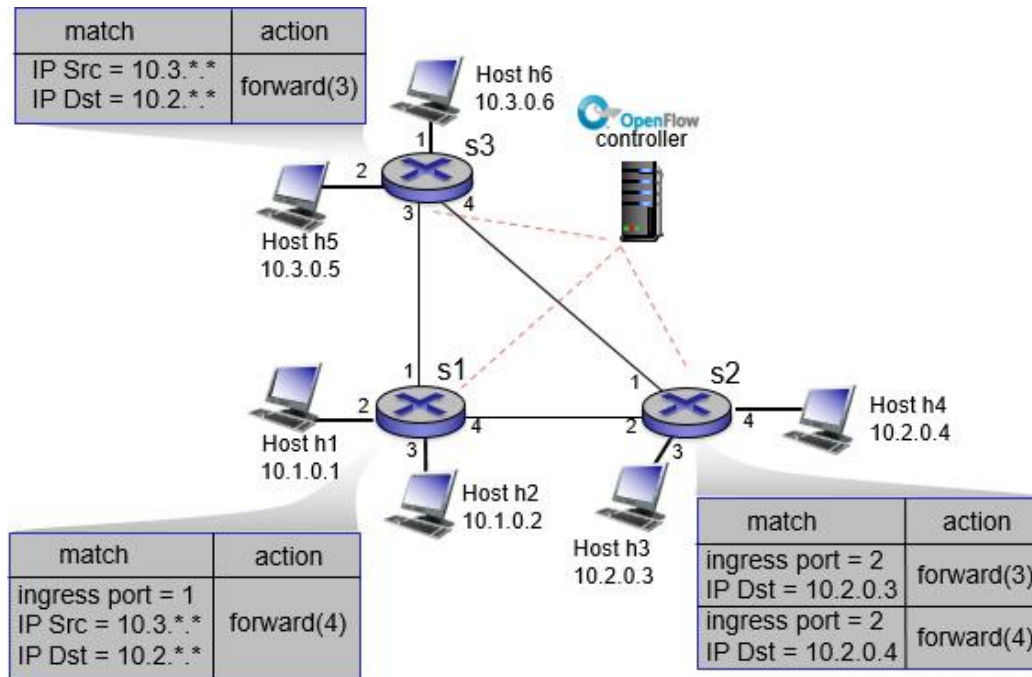 match action
IP Src = 10.3.*.*
IP Dst = 10.2.*.*
forward(3)
Host h6
10.3.0.6
OpenFlow
controller
1
s3
2
3
4
Host h5
10.3.0.5
1
s1
2
4
3
Host h1
10.1.0.1
Host h2
10.1.0.2
1
s2
2
4
3
Host h4
10.2.0.4
Host h3
10.2.0.3
match action
ingress port = 1
IP Src = 10.3.*.*
IP Dst = 10.2.*.*
forward(4)
match action
ingress port = 2
IP Dst = 10.2.0.3
forward(3)
ingress port = 2
IP Dst = 10.2.0.4
forward(4)